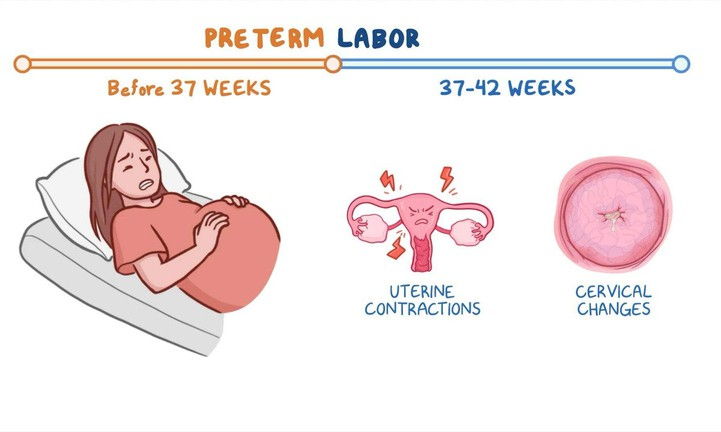 PRETERM LABOR
Before 37 WEEKS
37-42 WEEKS
UTERINE
CONTRACTIONS
CERVICAL
CHANGES